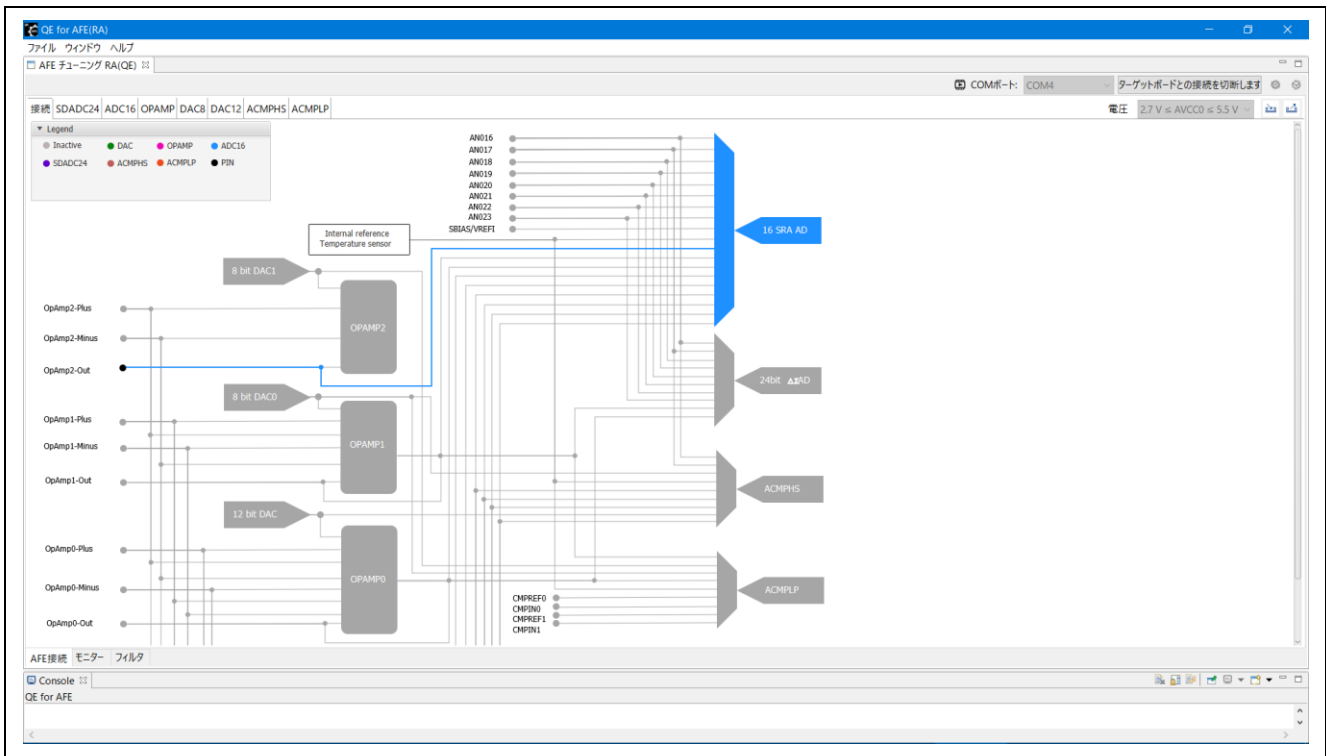 QE for AFE(RA)
ファイル ウィンドウ ヘルプ
AFE チューニング RA(QE)
COMポート: COM4 ターゲットボードとの接続を切断します
接続 SDADC24 ADC16 OPAMP DAC8 DAC12 ACMPHS ACMPLP
電圧 2.7 V ≤ AVCC0 ≤ 5.5 V
Legend
Inactive DAC OPAMP ADC16
SDADC24 ACMPHS ACMPLP PIN
AN016
AN017
AN018
AN019
AN020
AN021
AN022
AN023
SBIAS/VREFI
Internal reference
Temperature sensor
16 SRA AD
8 bit DAC1
OpAmp2-Plus
OPAMP2
OpAmp2-Minus
OpAmp2-Out
24bit ΔΣAD
8 bit DAC0
OpAmp1-Plus
OPAMP1
OpAmp1-Minus
OpAmp1-Out
ACMPHS
12 bit DAC
OpAmp0-Plus
OPAMP0
OpAmp0-Minus
ACMPLP
CMPREF0
CMPIN0
CMPREF1
CMPIN1
OpAmp0-Out
AFE接続 モニター フィルタ
Console
QE for AFE